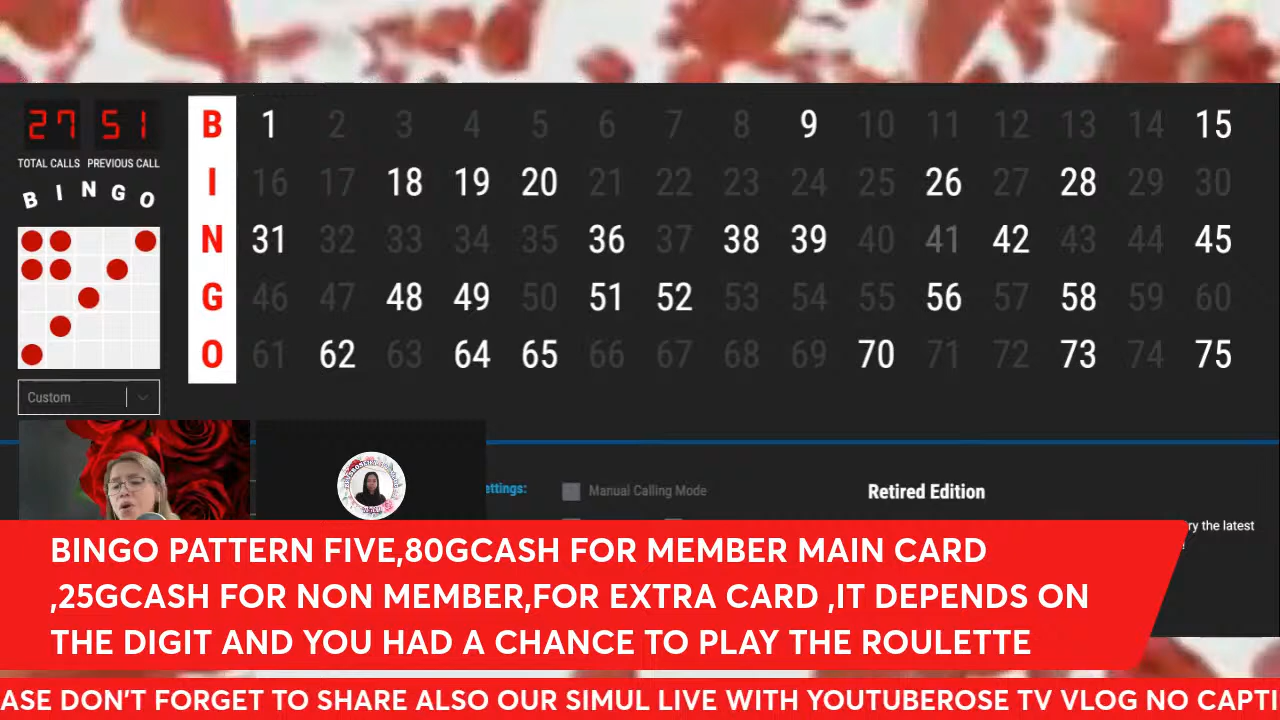 27 51
TOTAL CALLS PREVIOUS CALL
B I N G O
B 1 2 3 4 5 6 7 8 9 10 11 12 13 14 15
I 16 17 18 19 20 21 22 23 24 25 26 27 28 29 30
N 31 32 33 34 35 36 37 38 39 40 41 42 43 44 45
G 46 47 48 49 50 51 52 53 54 55 56 57 58 59 60
O 61 62 63 64 65 66 67 68 69 70 71 72 73 74 75
Custom
ettings: Manual Calling Mode
Retired Edition
ry the latest
!
BINGO PATTERN FIVE,80GCASH FOR MEMBER MAIN CARD
,25GCASH FOR NON MEMBER,FOR EXTRA CARD ,IT DEPENDS ON
THE DIGIT AND YOU HAD A CHANCE TO PLAY THE ROULETTE
ASE DON'T FORGET TO SHARE ALSO OUR SIMUL LIVE WITH YOUTUBEROSE TV VLOG NO CAPTI